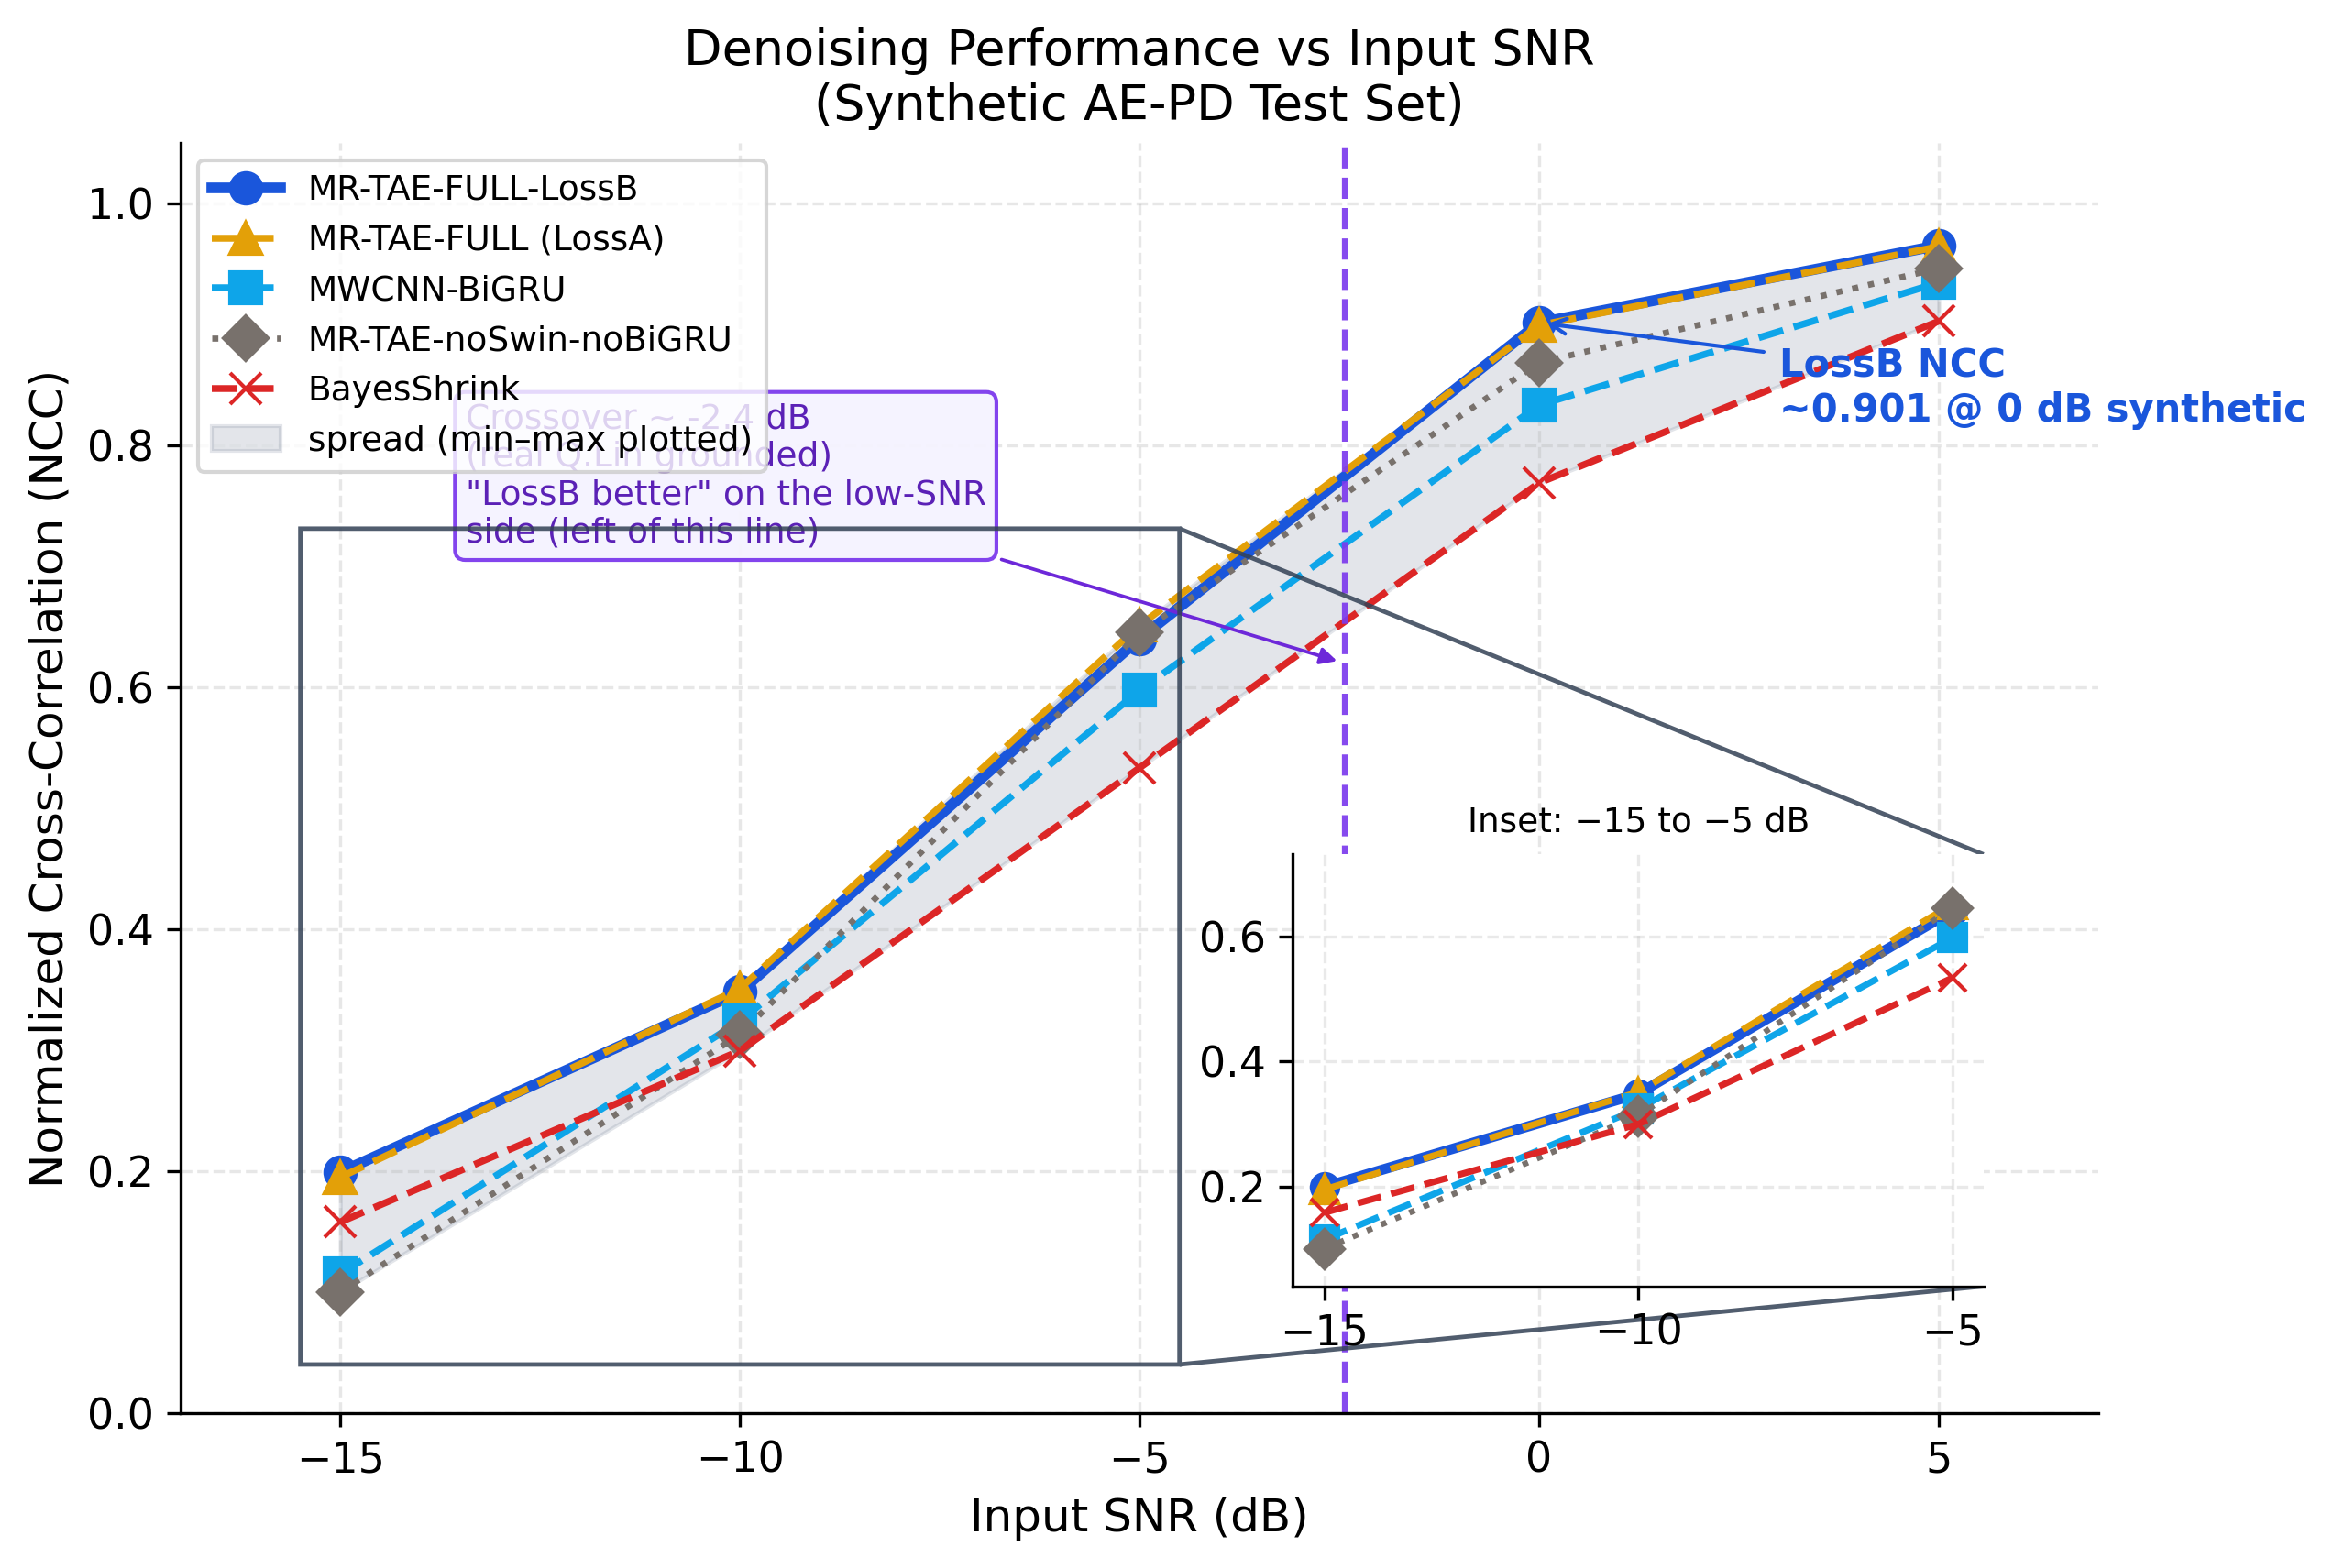 Denoising Performance vs Input SNR
(Synthetic AE-PD Test Set)
Normalized Cross-Correlation (NCC)
1.0
0.8
0.6
0.4
0.2
0.0
MR-TAE-FULL-LossB
MR-TAE-FULL (LossA)
MWCNN-BiGRU
MR-TAE-noSwin-noBiGRU
BayesShrink
spread (min–max plotted)
Crossover ~ -2.4 dB
(real Q.Lin grounded)
"LossB better" on the low-SNR
side (left of this line)
LossB NCC
~0.901 @ 0 dB synthetic
Inset: −15 to −5 dB
0.6
0.4
0.2
−15 −10 −5
−15 −10 −5 0 5
Input SNR (dB)